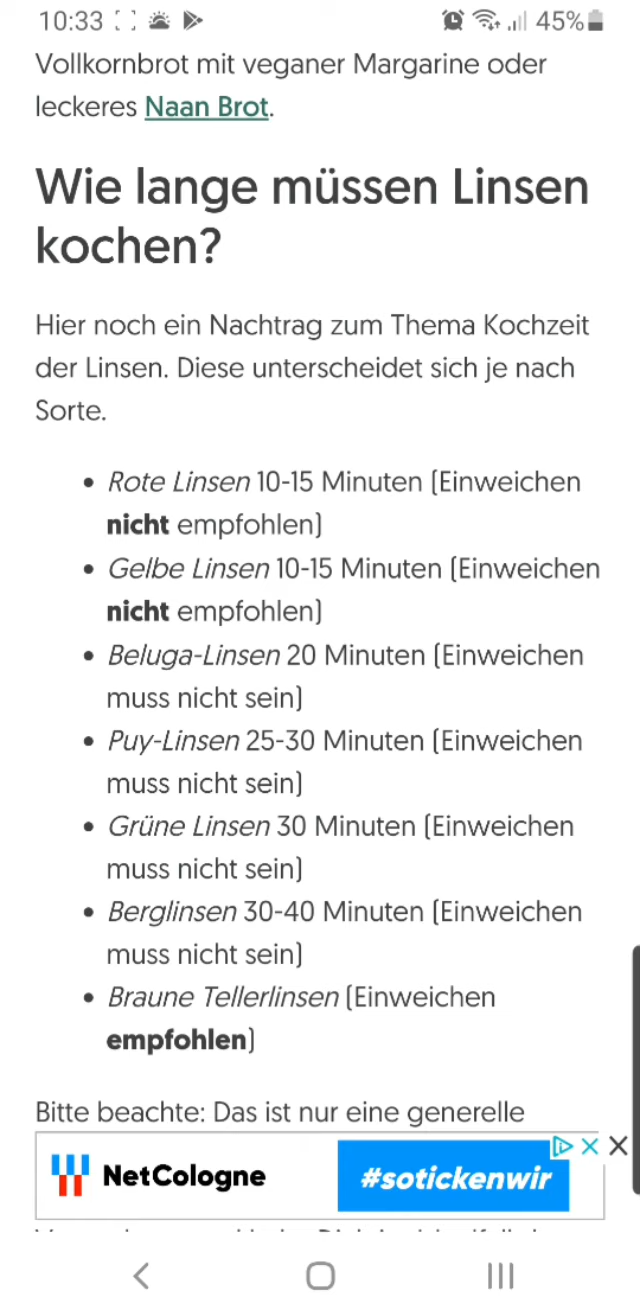 10:33
45%
Vollkornbrot mit veganer Margarine oder
leckeres Naan Brot.
Wie lange müssen Linsen
kochen?
Hier noch ein Nachtrag zum Thema Kochzeit
der Linsen. Diese unterscheidet sich je nach
Sorte.
• Rote Linsen 10-15 Minuten (Einweichen
nicht empfohlen)
• Gelbe Linsen 10-15 Minuten (Einweichen
nicht empfohlen)
• Beluga-Linsen 20 Minuten (Einweichen
muss nicht sein)
• Puy-Linsen 25-30 Minuten (Einweichen
muss nicht sein)
• Grüne Linsen 30 Minuten (Einweichen
muss nicht sein)
• Berglinsen 30-40 Minuten (Einweichen
muss nicht sein)
• Braune Tellerlinsen (Einweichen
empfohlen)
Bitte beachte: Das ist nur eine generelle
NetCologne
#sotickenwir